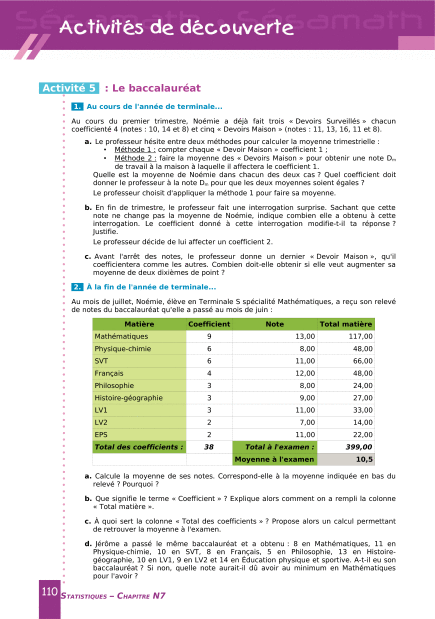 Activités de découverte
Activité 5 : Le baccalauréat
1. Au cours de l'année de terminale...
Au cours du premier trimestre, Noémie a déjà fait trois « Devoirs Surveillés » chacun
coefficienté 4 (notes : 10, 14 et 8) et cinq « Devoirs Maison » (notes : 11, 13, 16, 11 et 8).
a. Le professeur hésite entre deux méthodes pour calculer la moyenne trimestrielle :
• Méthode 1 : compter chaque « Devoir Maison » coefficient 1 ;
• Méthode 2 : faire la moyenne des « Devoirs Maison » pour obtenir une note Dₘ
de travail à la maison à laquelle il affectera le coefficient 1.
Quelle est la moyenne de Noémie dans chacun des deux cas ? Quel coefficient doit
donner le professeur à la note Dₘ pour que les deux moyennes soient égales ?
Le professeur choisit d'appliquer la méthode 1 pour faire sa moyenne.
b. En fin de trimestre, le professeur fait une interrogation surprise. Sachant que cette
note ne change pas la moyenne de Noémie, indique combien elle a obtenu à cette
interrogation. Le coefficient donné à cette interrogation modifie-t-il ta réponse ?
Justifie.
Le professeur décide de lui affecter un coefficient 2.
c. Avant l'arrêt des notes, le professeur donne un dernier « Devoir Maison », qu'il
coefficientera comme les autres. Combien doit-elle obtenir si elle veut augmenter sa
moyenne de deux dixièmes de point ?
2. À la fin de l'année de terminale...
Au mois de juillet, Noémie, élève en Terminale S spécialité Mathématiques, a reçu son relevé
de notes du baccalauréat qu'elle a passé au mois de juin :
Matière Coefficient Note Total matière
Mathématiques 9 13,00 117,00
Physique-chimie 6 8,00 48,00
SVT 6 11,00 66,00
Français 4 12,00 48,00
Philosophie 3 8,00 24,00
Histoire-géographie 3 9,00 27,00
LV1 3 11,00 33,00
LV2 2 7,00 14,00
EPS 2 11,00 22,00
Total des coefficients : 38 Total à l'examen : 399,00
Moyenne à l'examen 10,5
a. Calcule la moyenne de ses notes. Correspond-elle à la moyenne indiquée en bas du
relevé ? Pourquoi ?
b. Que signifie le terme « Coefficient » ? Explique alors comment on a rempli la colonne
« Total matière ».
c. À quoi sert la colonne « Total des coefficients » ? Propose alors un calcul permettant
de retrouver la moyenne à l'examen.
d. Jérôme a passé le même baccalauréat et a obtenu : 8 en Mathématiques, 11 en
Physique-chimie, 10 en SVT, 8 en Français, 5 en Philosophie, 13 en Histoire-
géographie, 10 en LV1, 9 en LV2 et 14 en Éducation physique et sportive. A-t-il eu son
baccalauréat ? Si non, quelle note aurait-il dû avoir au minimum en Mathématiques
pour l'avoir ?
110 Statistiques – Chapitre N7